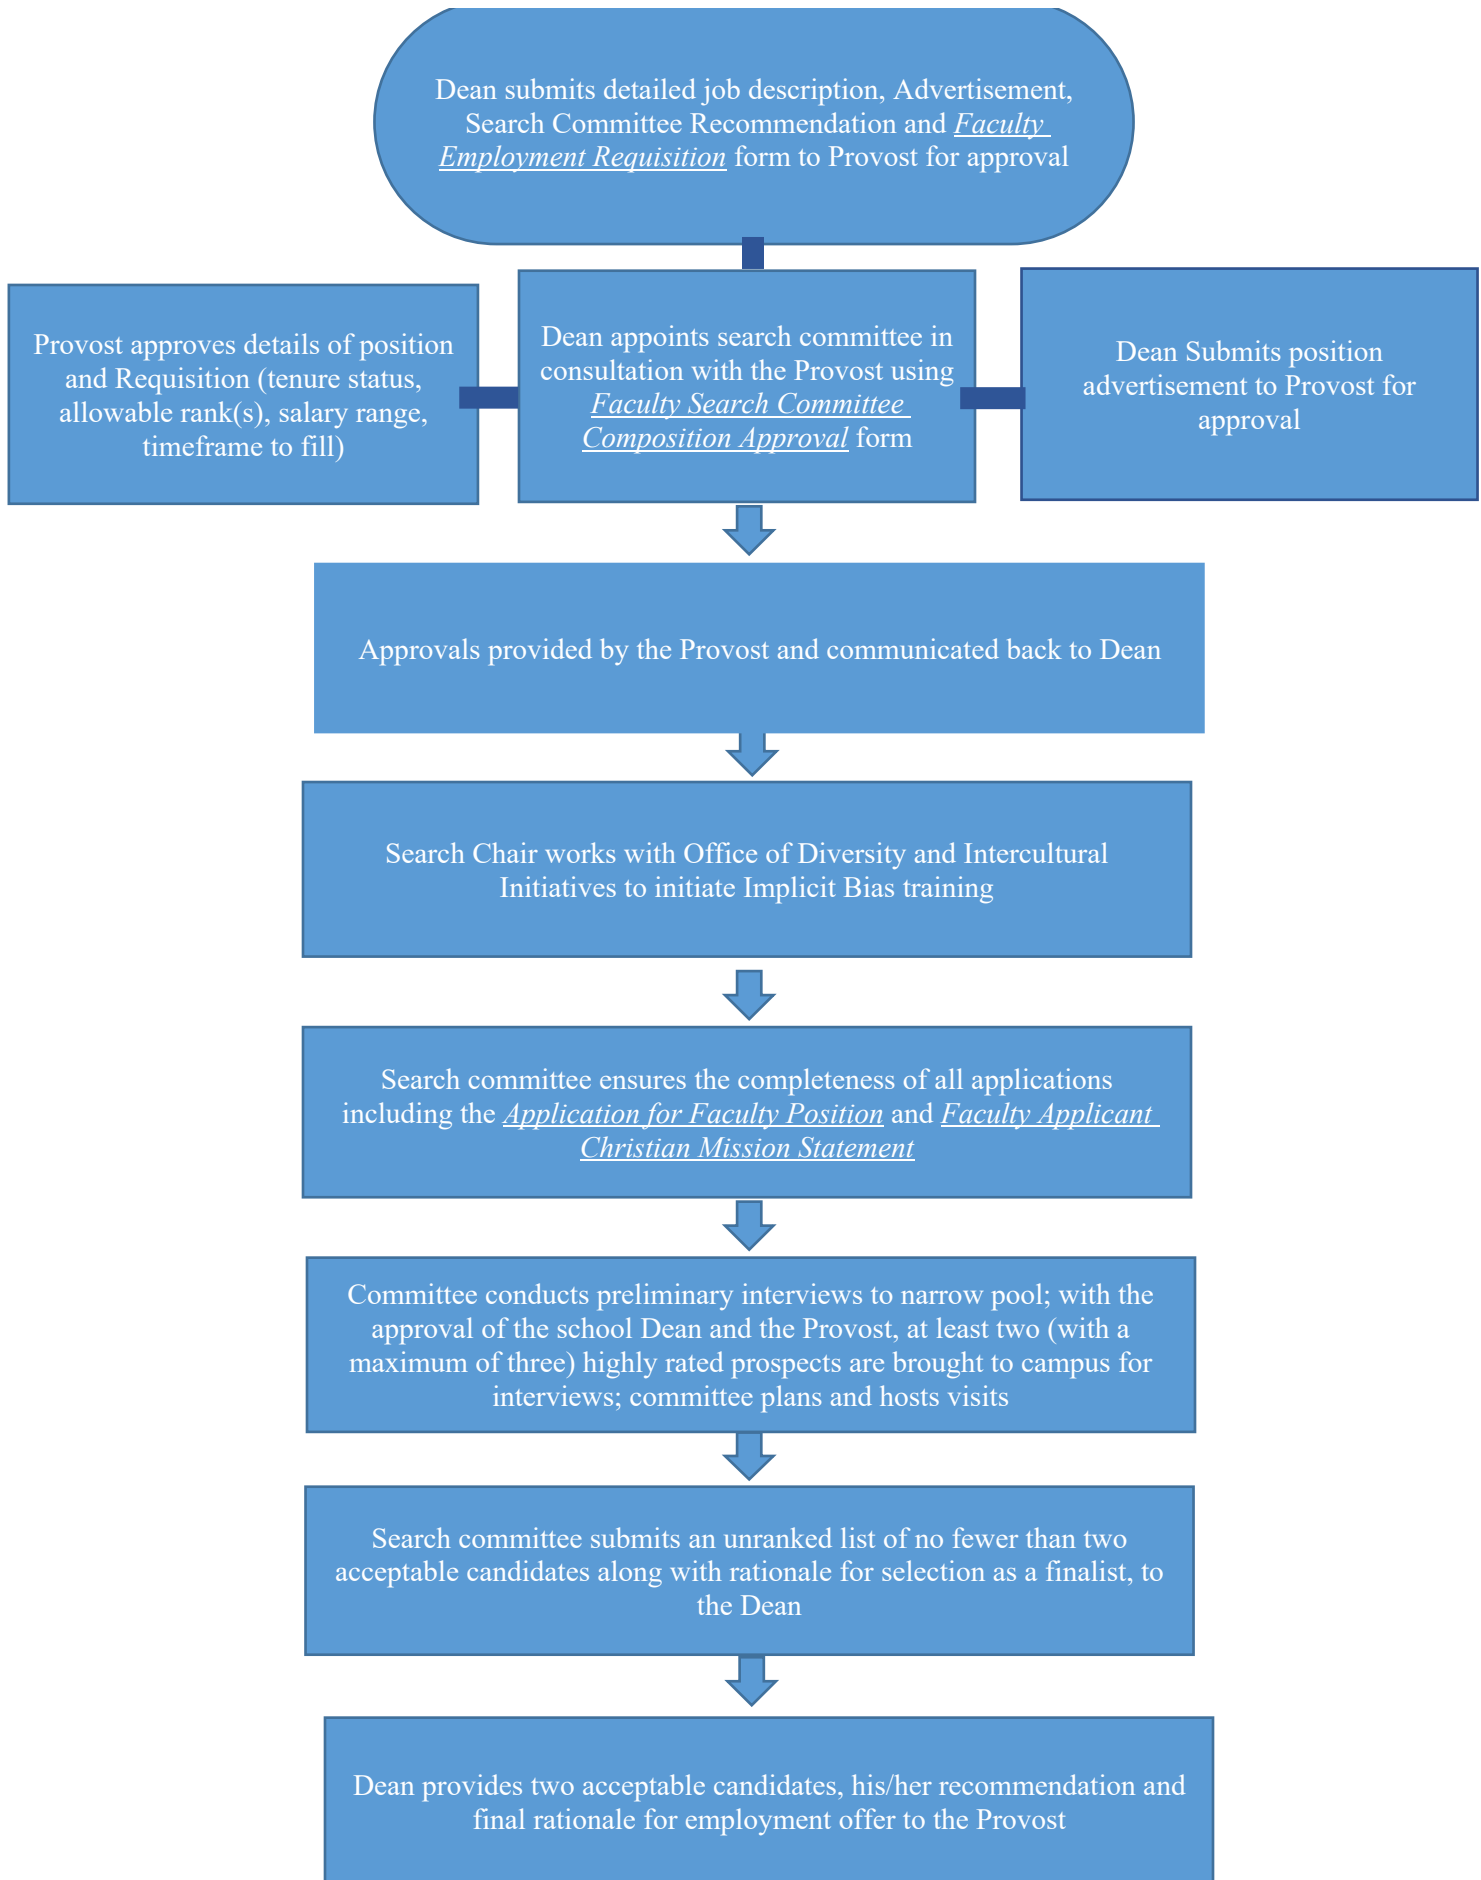 Dean submits detailed job description, Advertisement,
Search Committee Recommendation and Faculty
Employment Requisition form to Provost for approval
Provost approves details of position
and Requisition (tenure status,
allowable rank(s), salary range,
timeframe to fill)
Dean appoints search committee in
consultation with the Provost using
Faculty Search Committee
Composition Approval form
Dean Submits position
advertisement to Provost for
approval
Approvals provided by the Provost and communicated back to Dean
Search Chair works with Office of Diversity and Intercultural
Initiatives to initiate Implicit Bias training
Search committee ensures the completeness of all applications
including the Application for Faculty Position and Faculty Applicant
Christian Mission Statement
Committee conducts preliminary interviews to narrow pool; with the
approval of the school Dean and the Provost, at least two (with a
maximum of three) highly rated prospects are brought to campus for
interviews; committee plans and hosts visits
Search committee submits an unranked list of no fewer than two
acceptable candidates along with rationale for selection as a finalist, to
the Dean
Dean provides two acceptable candidates, his/her recommendation and
final rationale for employment offer to the Provost